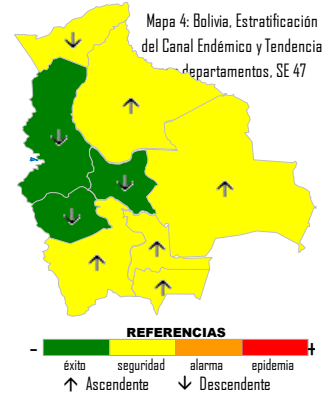 Mapa 4: Bolivia, Estratificación
del Canal Endémico y Tendencia
departamentos, SE 47
REFERENCIAS
- +
éxito seguridad alarma epidemia
↑ Ascendente ↓ Descendente